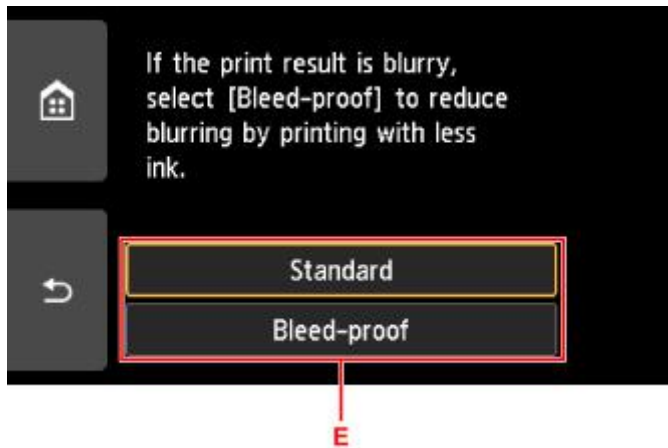 If the print result is blurry,
select [Bleed-proof] to reduce
blurring by printing with less
ink.
Standard
Bleed-proof
E